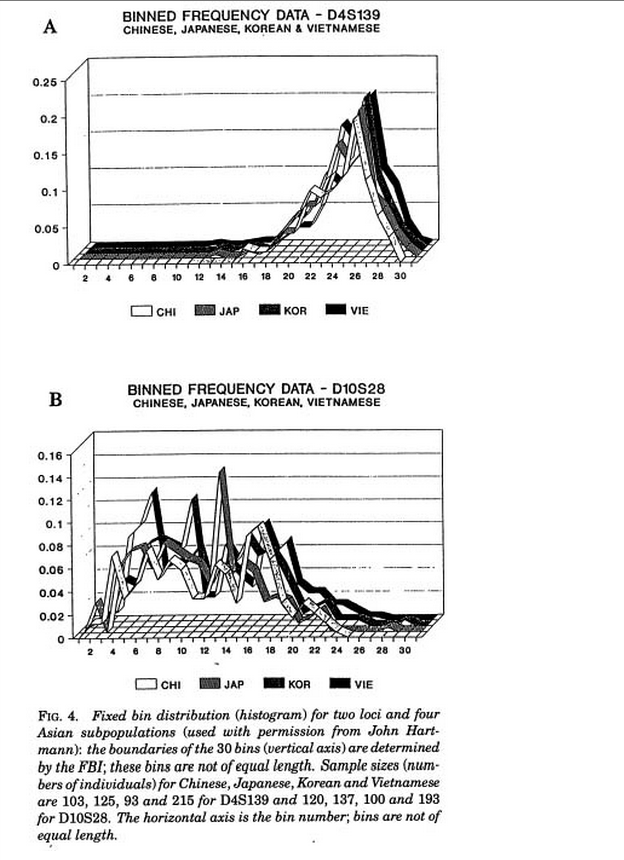 A
BINNED FREQUENCY DATA - D4S139
CHINESE, JAPANESE, KOREAN & VIETNAMESE
0.25
0.2
0.15
0.1
0.05
0
2 4 6 8 10 12 14 16 18 20 22 24 26 28 30
CHI JAP KOR VIE
B
BINNED FREQUENCY DATA - D10S28
CHINESE, JAPANESE, KOREAN, VIETNAMESE
0.16
0.14
0.12
0.1
0.08
0.06
0.04
0.02
0
2 4 6 8 10 12 14 16 18 20 22 24 26 28 30
CHI JAP KOR VIE
FIG. 4. Fixed bin distribution (histogram) for two loci and four
Asian subpopulations (used with permission from John Hart-
mann): the boundaries of the 30 bins (vertical axis) are determined
by the FBI; these bins are not of equal length. Sample sizes (num-
bers of individuals) for Chinese, Japanese, Korean and Vietnamese
are 103, 125, 93 and 215 for D4S139 and 120, 137, 100 and 193
for D10S28. The horizontal axis is the bin number; bins are not of
equal length.